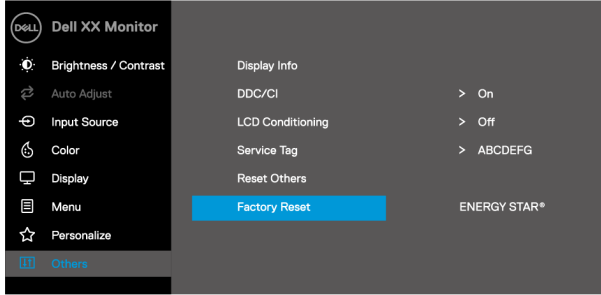 DELL Dell XX Monitor
Brightness / Contrast
Auto Adjust
Input Source
Color
Display
Menu
Personalize
Others
Display Info
DDC/CI > On
LCD Conditioning > Off
Service Tag > ABCDEFG
Reset Others
Factory Reset ENERGY STAR®